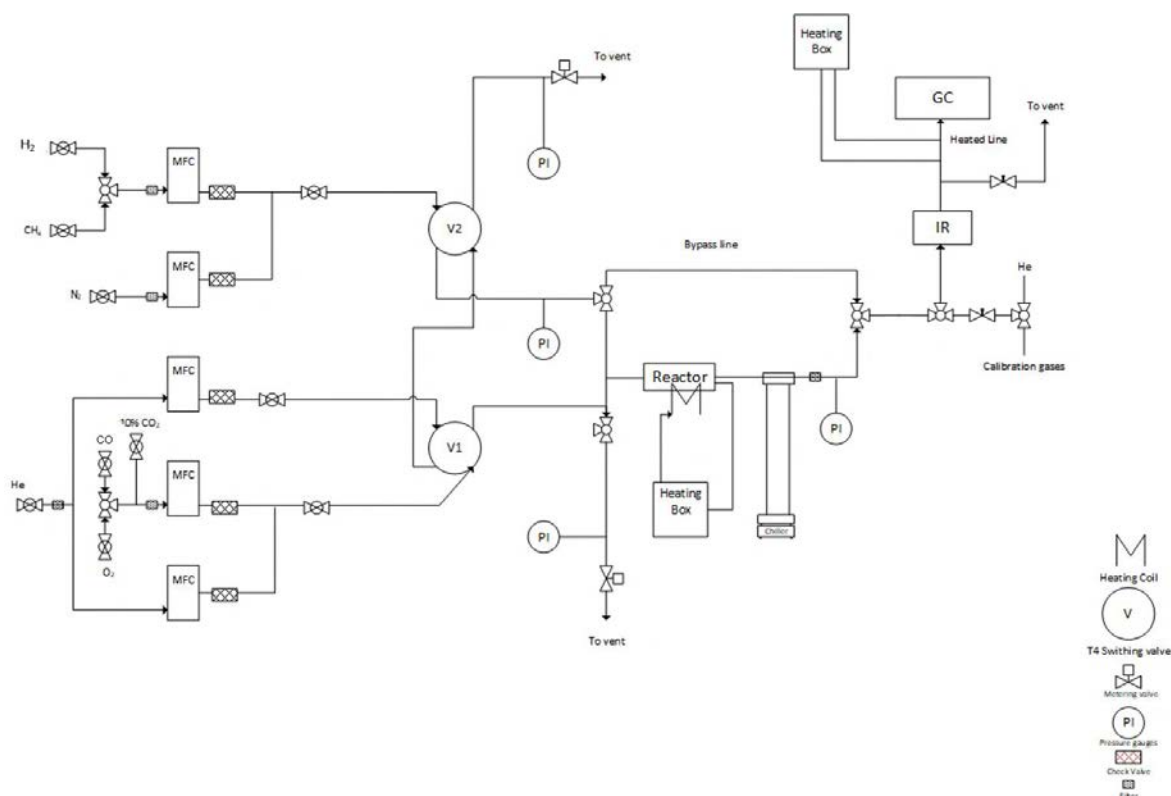 Heating
Box
To vent
GC
To vent
H₂
MFC
Heated Line
PI
CH₄
V2
IR
MFC
Bypass line
He
N₂
PI
MFC
Reactor
Calibration gases
10% CO₂
CO
V1
PI
MFC
He
Heating
Box
PI
Chiller
O₂
MFC
Heating Coil
To vent
V
T4 Swithing valve
Metering valve
PI
Pressure gauges
Check Valve
Filter